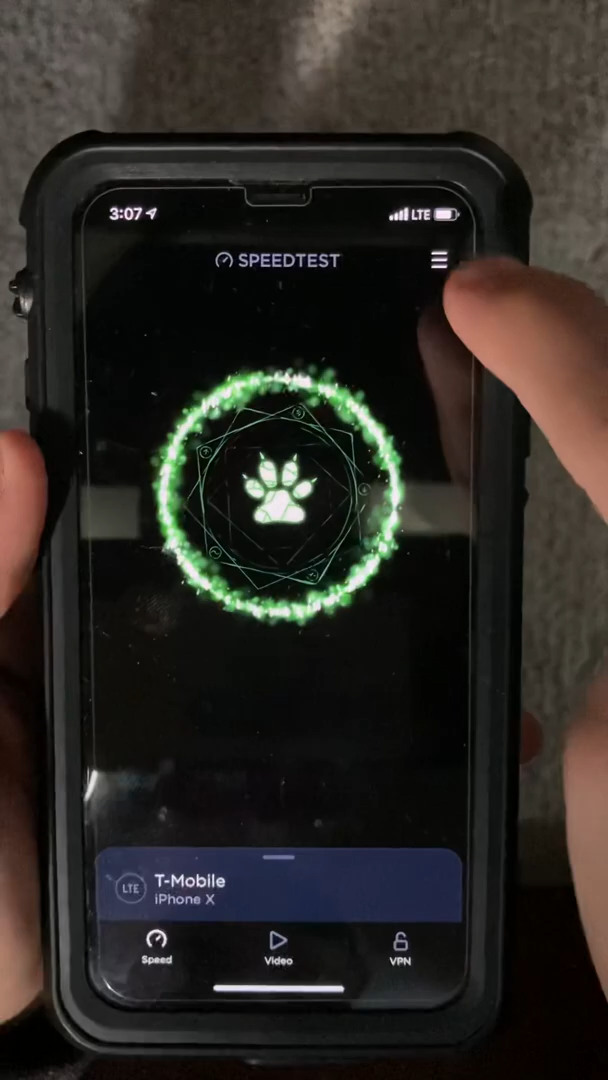 3:07
LTE
SPEEDTEST
LTE
T-Mobile
iPhone X
Speed
Video
VPN